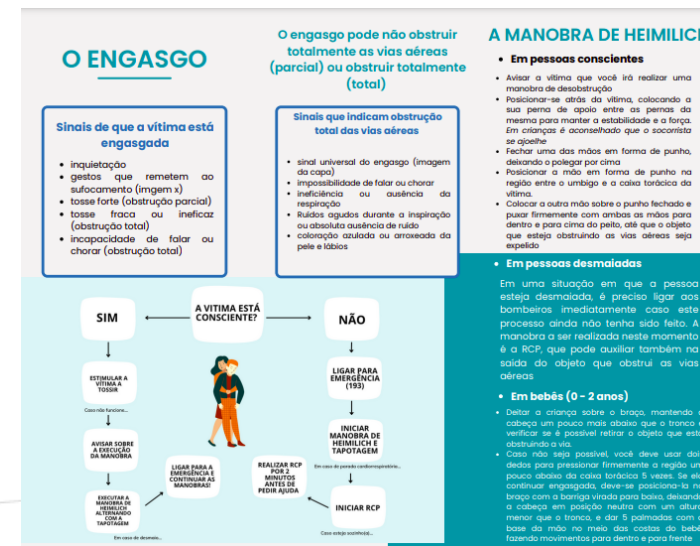 O ENGASGO
Sinais de que a vítima está
engasgada
inquietação
gestos que remetem ao
sufocamento (imgem x)
tosse forte (obstrução parcial)
tosse fraca ou ineficaz
(obstrução total)
incapacidade de falar ou
chorar (obstrução total)
O engasgo pode não obstruir
totalmente as vias aéreas
(parcial) ou obstruir totalmente
(total)
Sinais que indicam obstrução
total das vias aéreas
sinal universal do engasgo (imagem
da capa)
impossibilidade de falar ou chorar
ineficiência ou ausência da
respiração
Ruídos agudos durante a inspiração
ou absoluta ausência de ruido
coloração azulada ou arroxeada da
pele e lábios
A VITIMA ESTÁ
CONSCIENTE?
SIM
ESTIMULAR A
VÍTIMA A
TOSSIR
Caso não funcione...
AVISAR SOBRE
A EXECUÇÃO
DA MANOBRA
EXECUTAR A
MANOBRA DE
HEIMILICH
ALTERNANDO
COM A
TAPOTAGEM
Em caso de desmaio...
LIGAR PARA A
EMERGÊNCIA E
CONTINUAR AS
MANOBRAS!
NÃO
LIGAR PARA
EMERGÊNCIA
(193)
INICIAR
MANOBRA DE
HEIMILICH E
TAPOTAGEM
Em caso de parada cardiorrespiratória...
INICIAR RCP
Caso esteja sozinho(a)...
REALIZAR RCP
POR 2
MINUTOS
ANTES DE
PEDIR AJUDA
A MANOBRA DE HEIMILICH
Em pessoas conscientes
Avisar a vítima que você irá realizar uma
manobra de desobstrução
Posicionar-se atrás da vítima, colocando a
sua perna de apoio entre as pernas da
mesma para manter a estabilidade e a força.
Em crianças é aconselhado que o socorrista
se ajoelhe
Fechar uma das mãos em forma de punho,
deixando o polegar por cima
Posicionar a mão em forma de punho na
região entre o umbigo e a caixa torácica da
vítima.
Colocar a outra mão sobre o punho fechado e
puxar firmemente com ambas as mãos para
dentro e para cima do peito, até que o objeto
que esteja obstruindo as vias aéreas seja
expelido
Em pessoas desmaiadas
Em uma situação em que a pessoa
esteja desmaiada, é preciso ligar aos
bombeiros imediatamente caso este
processo ainda não tenha sido feito. A
manobra a ser realizada neste momento
é a RCP, que pode auxiliar também na
saída do objeto que obstrui as vias
aéreas
Em bebês (0 - 2 anos)
Deitar a criança sobre o braço, mantendo a
cabeça um pouco mais abaixo que o tronco e
verificar se é possível retirar o objeto que está
obstruindo a via.
Caso não seja possível, você deve usar dois
dedos para pressionar firmemente a região um
pouco abaixo da caixa torácica 5 vezes. Se ela
continuar engasgada, deve-se posiciona-la no
braço com a barriga virada para baixo, deixando
a cabeça em posição neutra com um altura
menor que o tronco, e dar 5 palmadas com a
base da mão no meio das costas do bebê,
fazendo movimentos para dentro e para frente